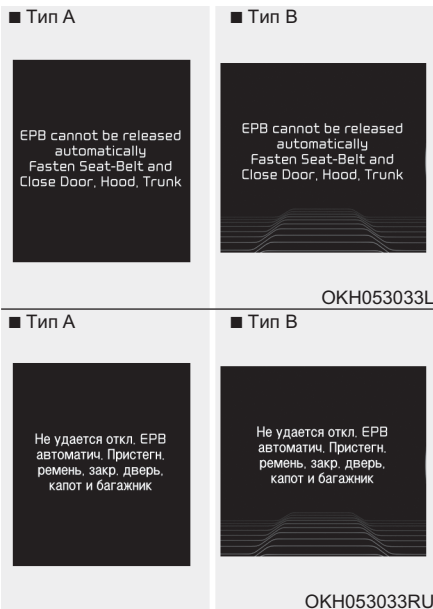 ■ Тип A
■ Тип B
EPB cannot be released
automatically
Fasten Seat-Belt and
Close Door, Hood, Trunk
EPB cannot be released
automatically
Fasten Seat-Belt and
Close Door, Hood, Trunk
OKH053033L
■ Тип A
■ Тип B
Не удается откл. EPB
автоматич. Пристегн.
ремень, закр. дверь,
капот и багажник
Не удается откл. EPB
автоматич. Пристегн.
ремень, закр. дверь,
капот и багажник
OKH053033RU